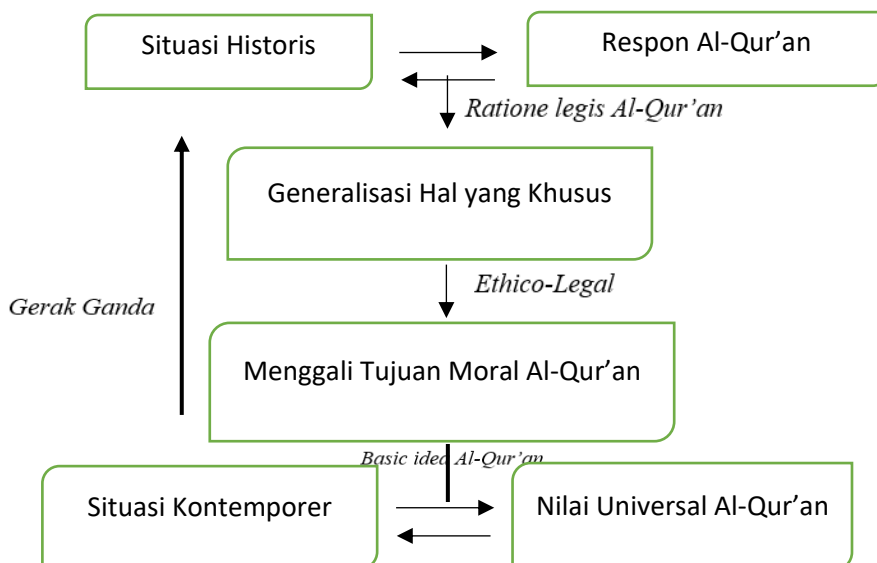 Situasi Historis
Respon Al-Qur’an
Ratione legis Al-Qur’an
Generalisasi Hal yang Khusus
Ethico-Legal
Gerak Ganda
Menggali Tujuan Moral Al-Qur’an
Basic idea Al-Qur’an
Situasi Kontemporer
Nilai Universal Al-Qur’an